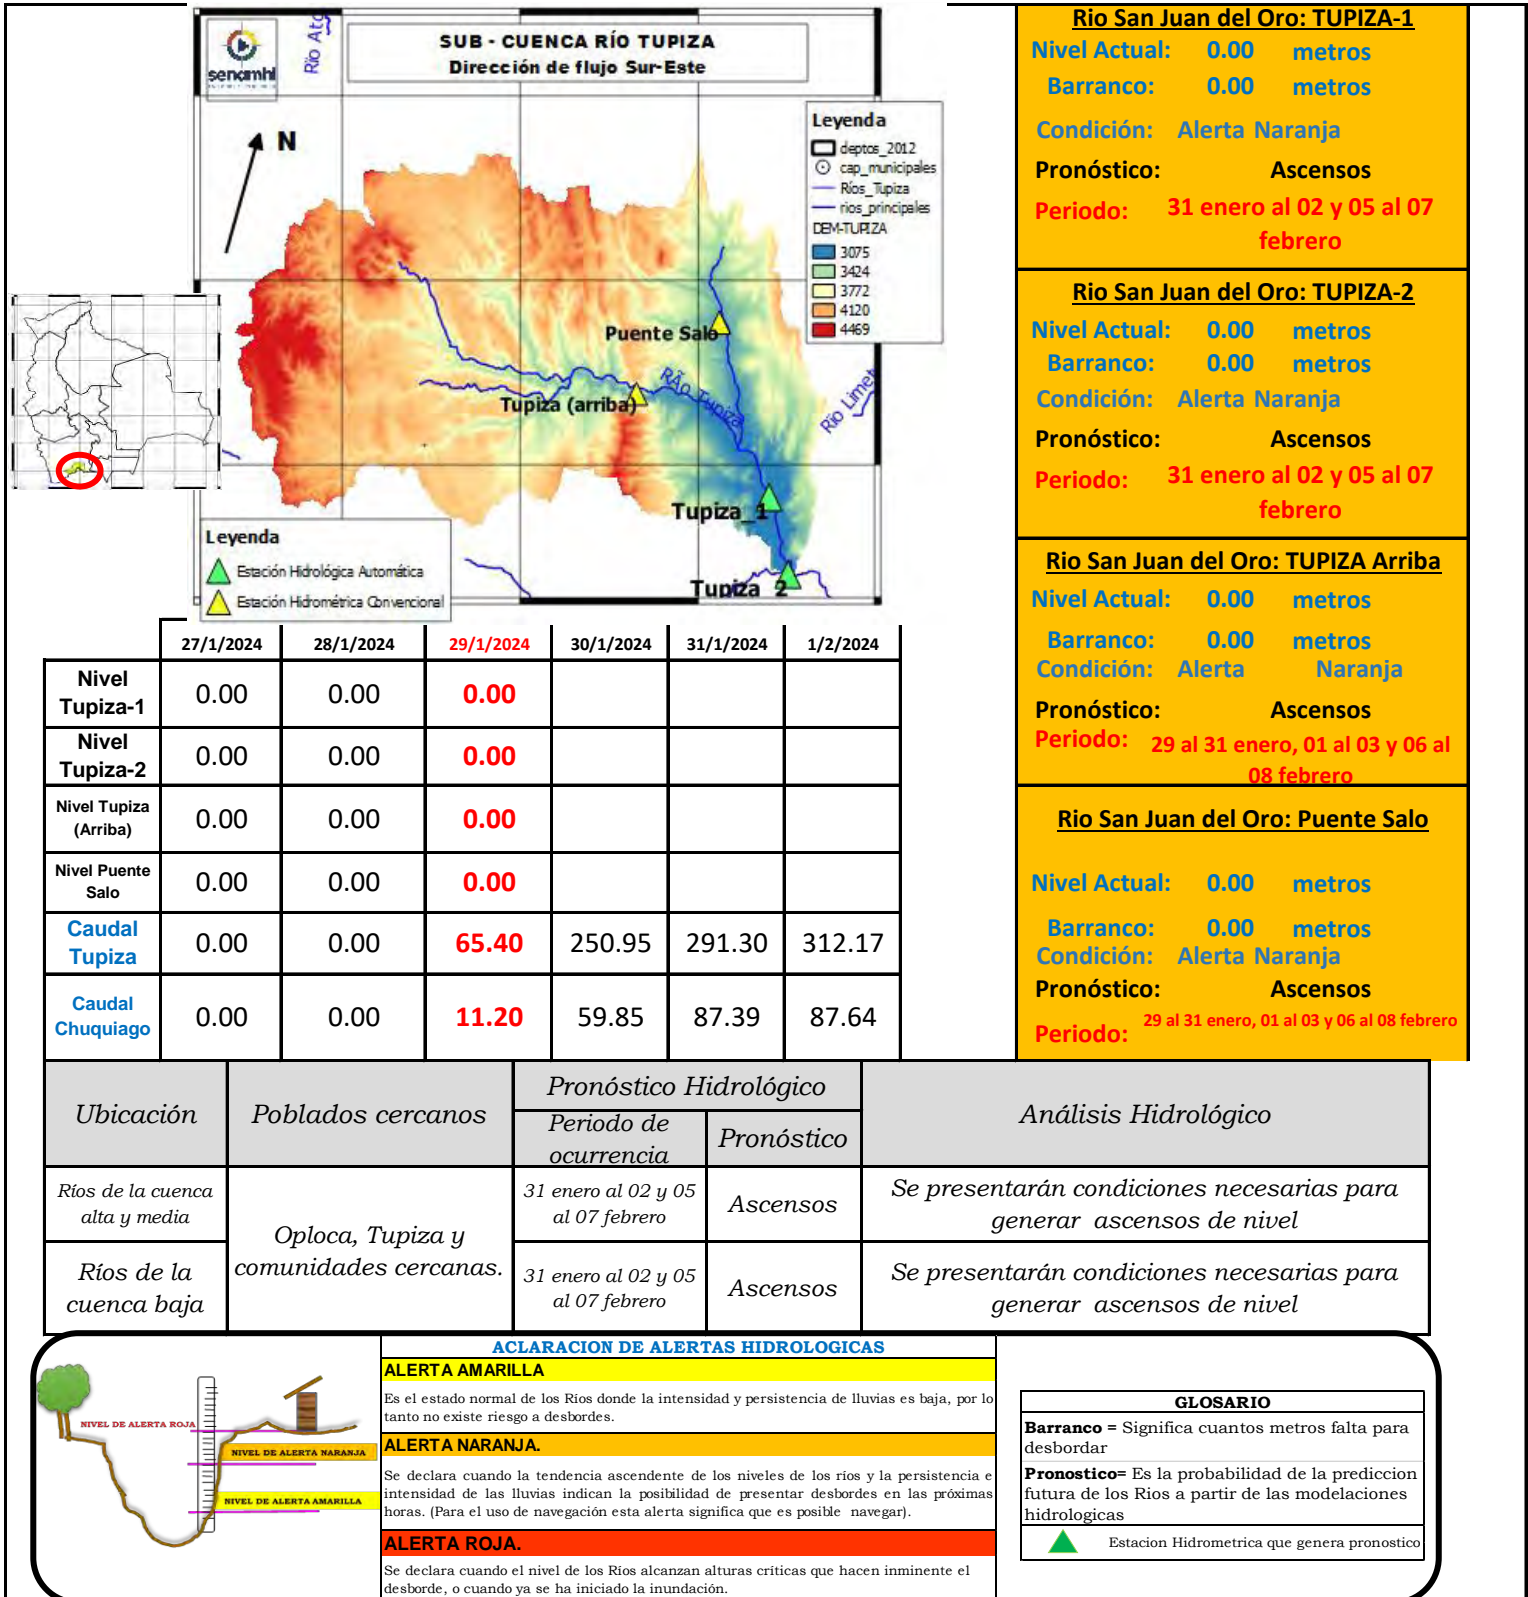 senamhi
Río Ato
SUB - CUENCA RÍO TUPIZA
Dirección de flujo Sur-Este
N
Leyenda
deptos_2012
cap_municipales
Ríos_Tupiza
rios_principales
DEM-TUPIZA
3075
3424
3772
4120
4469
Puente Salo
RÃo Tupiza
Tupiza (arriba)
Rio Limet
Tupiza_1
Tupiza_2
Leyenda
Estación Hidrológica Automática
Estación Hidrométrica Convencional
Rio San Juan del Oro: TUPIZA-1
Nivel Actual: 0.00 metros
Barranco: 0.00 metros
Condición: Alerta Naranja
Pronóstico: Ascensos
Periodo: 31 enero al 02 y 05 al 07
febrero
Rio San Juan del Oro: TUPIZA-2
Nivel Actual: 0.00 metros
Barranco: 0.00 metros
Condición: Alerta Naranja
Pronóstico: Ascensos
Periodo: 31 enero al 02 y 05 al 07
febrero
Rio San Juan del Oro: TUPIZA Arriba
Nivel Actual: 0.00 metros
Barranco: 0.00 metros
Condición: Alerta Naranja
Pronóstico: Ascensos
Periodo: 29 al 31 enero, 01 al 03 y 06 al
08 febrero
Rio San Juan del Oro: Puente Salo
Nivel Actual: 0.00 metros
Barranco: 0.00 metros
Condición: Alerta Naranja
Pronóstico: Ascensos
Periodo: 29 al 31 enero, 01 al 03 y 06 al 08 febrero
27/1/2024 28/1/2024 29/1/2024 30/1/2024 31/1/2024 1/2/2024
Nivel
Tupiza-1 0.00 0.00 0.00
Nivel
Tupiza-2 0.00 0.00 0.00
Nivel Tupiza
(Arriba) 0.00 0.00 0.00
Nivel Puente
Salo 0.00 0.00 0.00
Caudal
Tupiza 0.00 0.00 65.40 250.95 291.30 312.17
Caudal
Chuquiago 0.00 0.00 11.20 59.85 87.39 87.64
Ubicación Poblados cercanos Pronóstico Hidrológico Análisis Hidrológico
Periodo de
ocurrencia Pronóstico
Ríos de la cuenca
alta y media
Oploca, Tupiza y
comunidades cercanas.
31 enero al 02 y 05
al 07 febrero
Ascensos
Se presentarán condiciones necesarias para
generar ascensos de nivel
Ríos de la
cuenca baja
31 enero al 02 y 05
al 07 febrero
Ascensos
Se presentarán condiciones necesarias para
generar ascensos de nivel
NIVEL DE ALERTA ROJA
NIVEL DE ALERTA NARANJA
NIVEL DE ALERTA AMARILLA
ACLARACION DE ALERTAS HIDROLOGICAS
ALERTA AMARILLA
Es el estado normal de los Rios donde la intensidad y persistencia de lluvias es baja, por lo
tanto no existe riesgo a desbordes.
ALERTA NARANJA.
Se declara cuando la tendencia ascendente de los niveles de los ríos y la persistencia e
intensidad de las lluvias indican la posibilidad de presentar desbordes en las próximas
horas. (Para el uso de navegación esta alerta significa que es posible navegar).
ALERTA ROJA.
Se declara cuando el nivel de los Rios alcanzan alturas críticas que hacen inminente el
desborde, o cuando ya se ha iniciado la inundación.
GLOSARIO
Barranco = Significa cuantos metros falta para
desbordar
Pronostico= Es la probabilidad de la prediccion
futura de los Rios a partir de las modelaciones
hidrologicas
Estacion Hidrometrica que genera pronostico